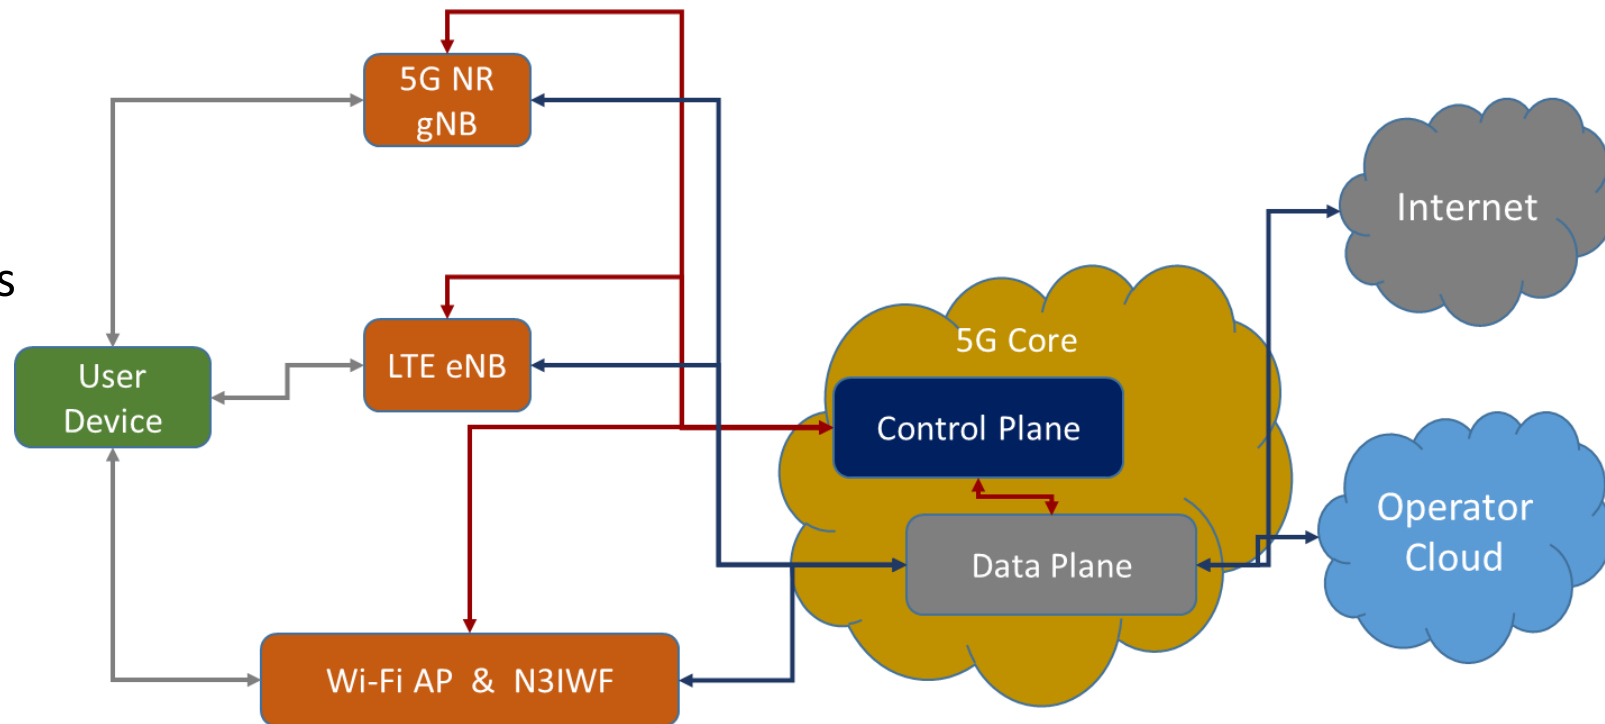 5G NR
gNB
Internet
s
5G Core
LTE eNB
User
Device
Control Plane
Operator
Cloud
Data Plane
Wi-Fi AP & N3IWF